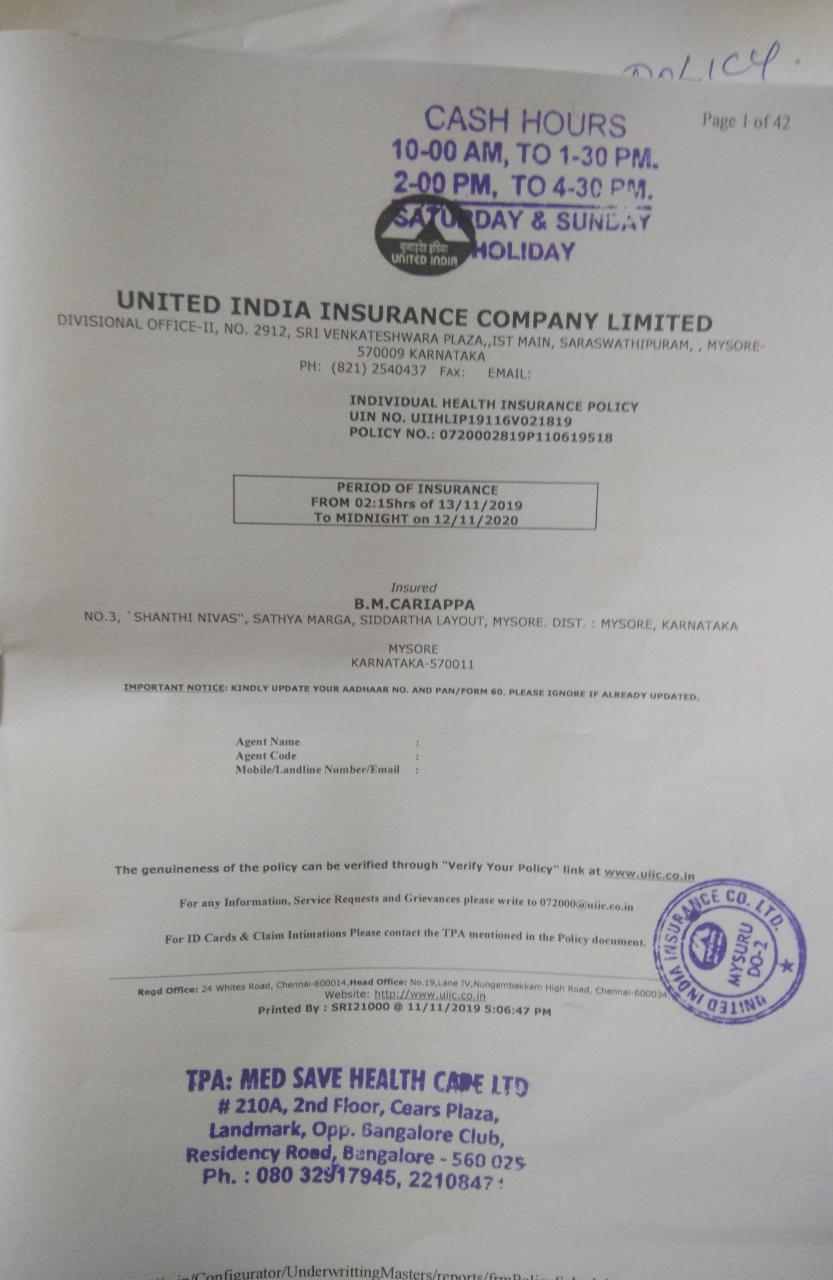 POLICY.
Page 1 of 42
CASH HOURS
10-00 AM, TO 1-30 PM.
2-00 PM, TO 4-30 PM.
SATURDAY & SUNDAY
HOLIDAY
यूनाइटेड इंडिया
UNITED INDIA
UNITED INDIA INSURANCE COMPANY LIMITED
DIVISIONAL OFFICE-II, NO. 2912, SRI VENKATESHWARA PLAZA,,IST MAIN, SARASWATHIPURAM, , MYSORE-
570009 KARNATAKA
PH: (821) 2540437 FAX: EMAIL:
INDIVIDUAL HEALTH INSURANCE POLICY
UIN NO. UIIHLIP19116V021819
POLICY NO.: 0720002819P110619518
PERIOD OF INSURANCE
FROM 02:15hrs of 13/11/2019
To MIDNIGHT on 12/11/2020
Insured
B.M.CARIAPPA
NO.3, `SHANTHI NIVAS", SATHYA MARGA, SIDDARTHA LAYOUT, MYSORE. DIST. : MYSORE, KARNATAKA
MYSORE
KARNATAKA-570011
IMPORTANT NOTICE: KINDLY UPDATE YOUR AADHAAR NO. AND PAN/FORM 60. PLEASE IGNORE IF ALREADY UPDATED.
Agent Name :
Agent Code :
Mobile/Landline Number/Email :
The genuineness of the policy can be verified through "Verify Your Policy" link at www.uiic.co.in
For any Information, Service Requests and Grievances please write to 072000@uiic.co.in
For ID Cards & Claim Intimations Please contact the TPA mentioned in the Policy document.
UNITED INDIA INSURANCE CO. LTD.
MYSURU
DO-2
Regd Office: 24 Whites Road, Chennai-600014,Head Office: No.19,Lane IV,Nungambakkam High Road, Chennai-600034
Website: http://www.uiic.co.in
Printed By : SRI21000 @ 11/11/2019 5:06:47 PM
TPA: MED SAVE HEALTH CARE LTD
# 210A, 2nd Floor, Cears Plaza,
Landmark, Opp. Bangalore Club,
Residency Road, Bangalore - 560 025
Ph. : 080 32917945, 2210847
in/Configurator/UnderwrittingMasters/reports/